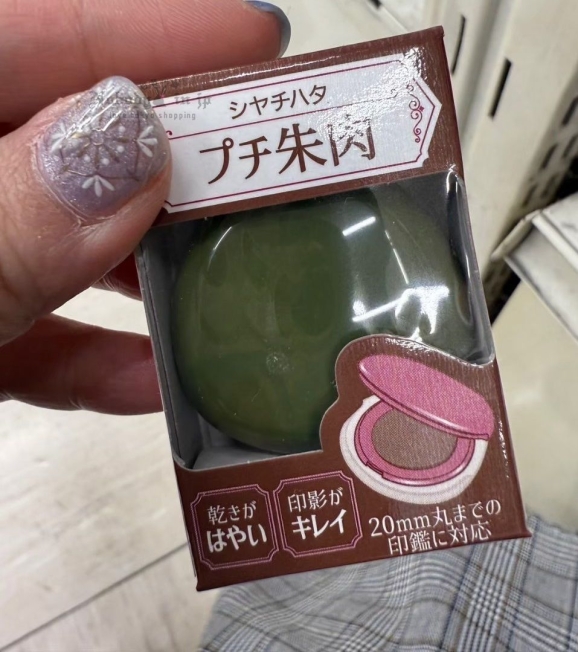 シヤチハタ
プチ朱肉
乾きが
はやい
印影が
キレイ
20mm丸までの
印鑑に対応